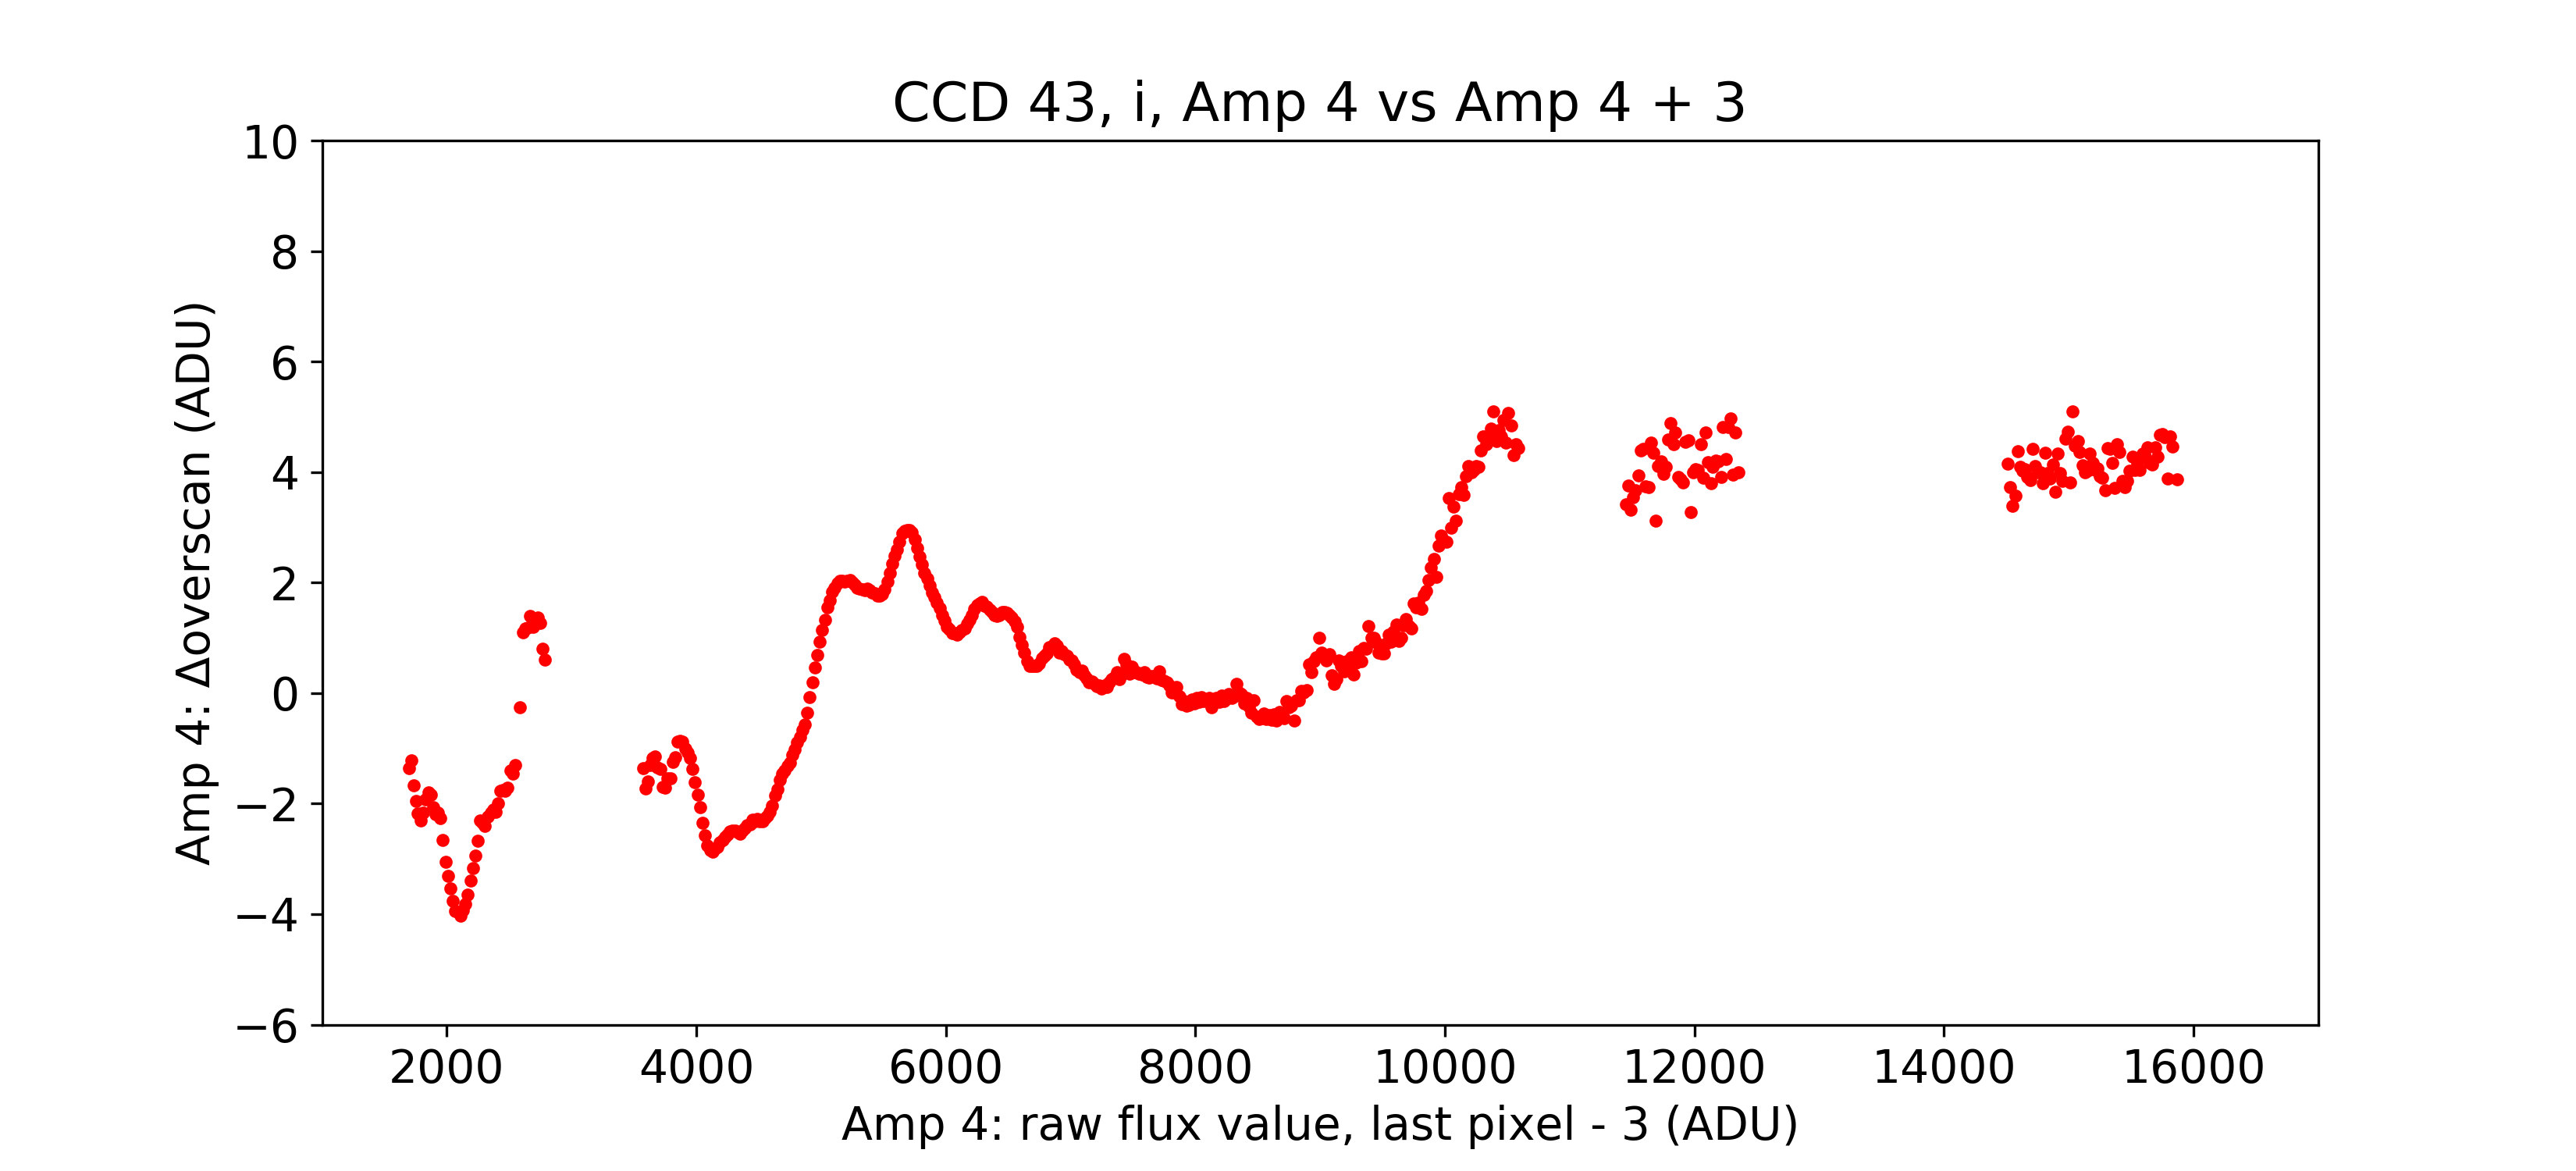 CCD 43, i, Amp 4 vs Amp 4 + 3
10
8
6
4
2
0
−2
−4
−6
Amp 4: Δoverscan (ADU)
2000 4000 6000 8000 10000 12000 14000 16000
Amp 4: raw flux value, last pixel - 3 (ADU)